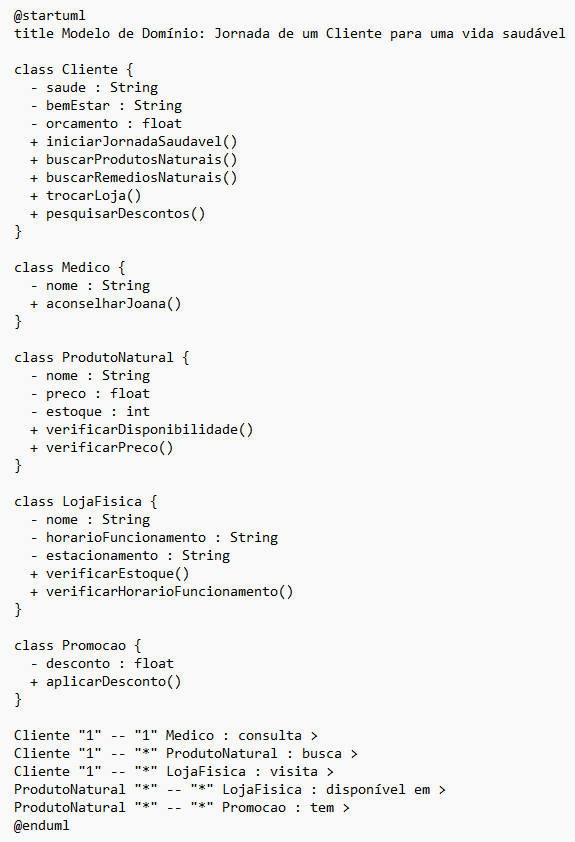 @startuml
title Modelo de Domínio: Jornada de um Cliente para uma vida saudável
class Cliente {
- saude : String
- bemEstar : String
- orcamento : float
+ iniciarJornadaSaudavel()
+ buscarProdutosNaturais()
+ buscarRemediosNaturais()
+ trocarLoja()
+ pesquisarDescontos()
}
class Medico {
- nome : String
+ aconselharJoana()
}
class ProdutoNatural {
- nome : String
- preco : float
- estoque : int
+ verificarDisponibilidade()
+ verificarPreco()
}
class LojaFisica {
- nome : String
- horarioFuncionamento : String
- estacionamento : String
+ verificarEstoque()
+ verificarHorarioFuncionamento()
}
class Promocao {
- desconto : float
+ aplicarDesconto()
}
Cliente "1" -- "1" Medico : consulta >
Cliente "1" -- "*" ProdutoNatural : busca >
Cliente "1" -- "*" LojaFisica : visita >
ProdutoNatural "*" -- "*" LojaFisica : disponível em >
ProdutoNatural "*" -- "*" Promocao : tem >
@enduml